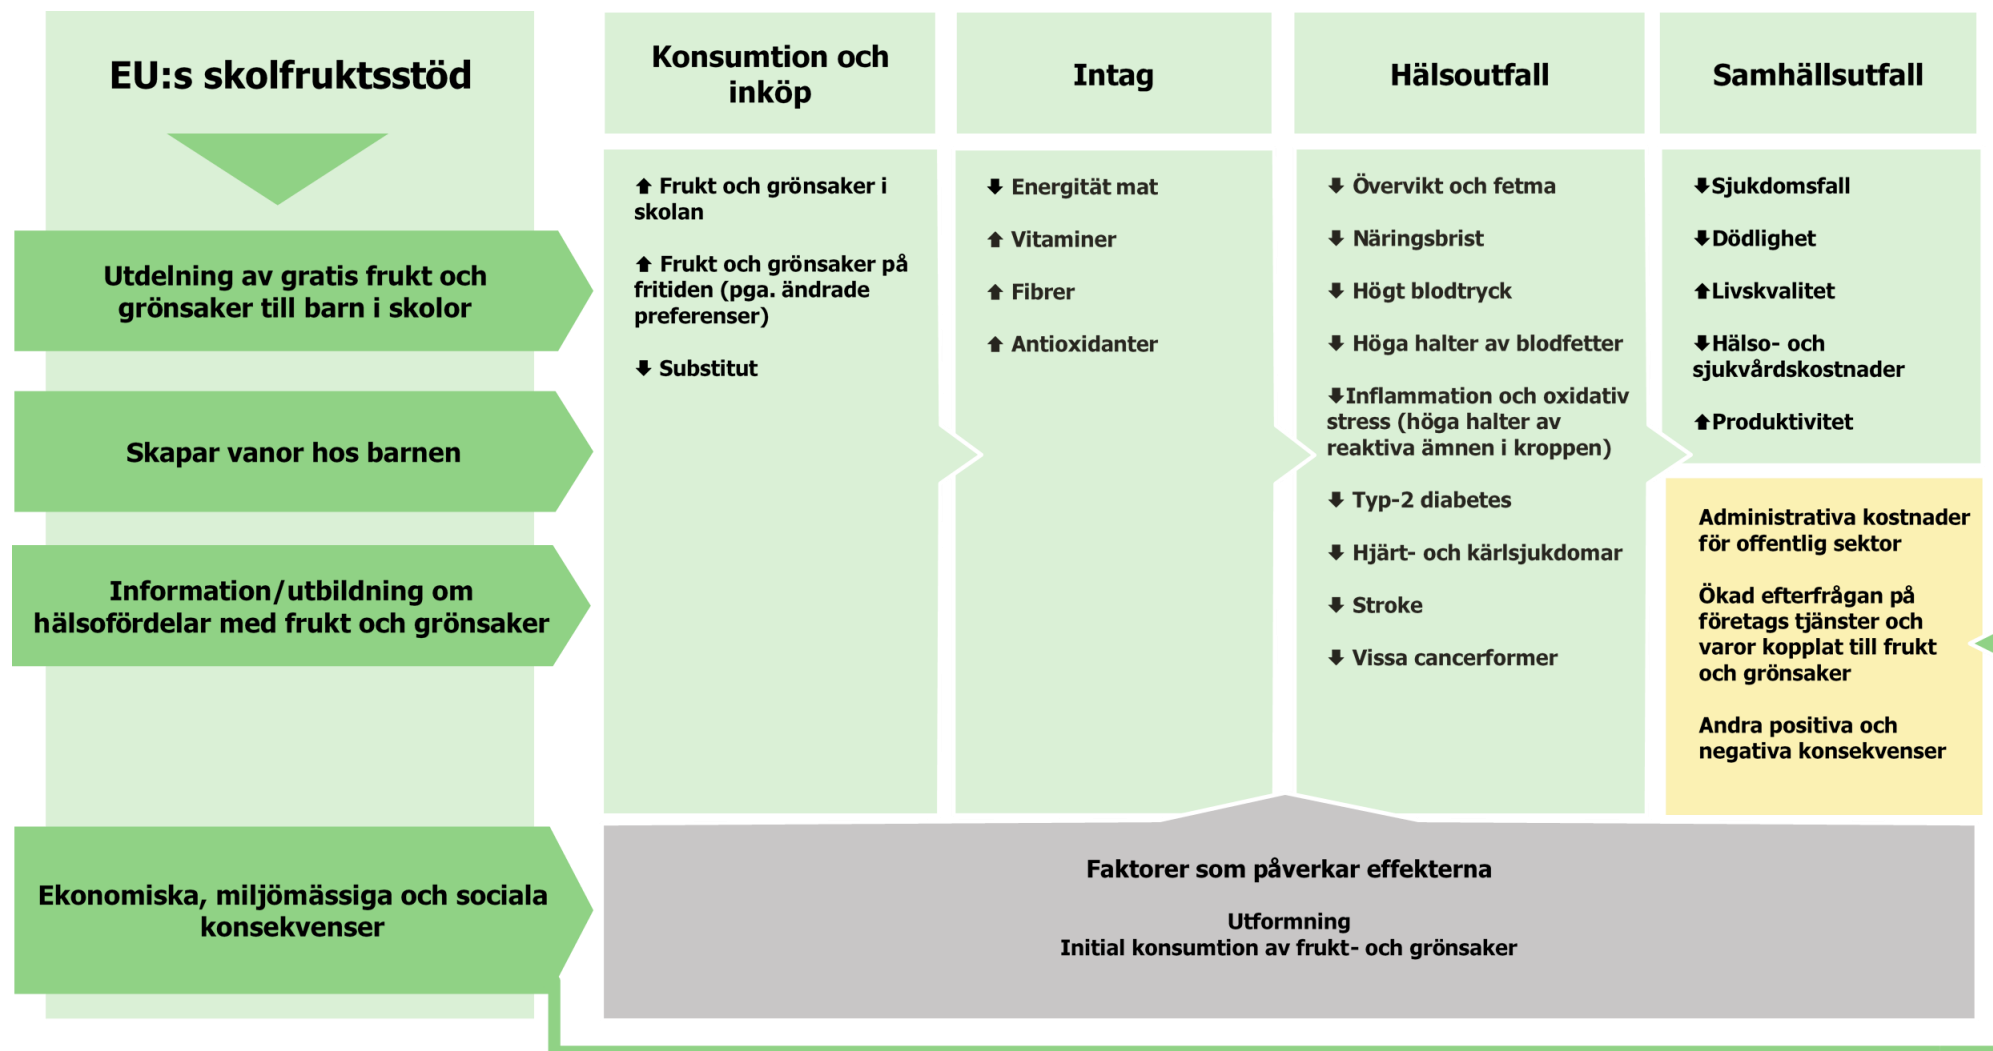 EU:s skolfruktsstöd
Utdelning av gratis frukt och
grönsaker till barn i skolor
Skapar vanor hos barnen
Information/utbildning om
hälsofördelar med frukt och grönsaker
Ekonomiska, miljömässiga och sociala
konsekvenser
Konsumtion och
inköp
🡅 Frukt och grönsaker i
skolan
🡅 Frukt och grönsaker på
fritiden (pga. ändrade
preferenser)
🡇 Substitut
Intag
🡇 Energität mat
🡅 Vitaminer
🡅 Fibrer
🡅 Antioxidanter
Hälsoutfall
🡇 Övervikt och fetma
🡇 Näringsbrist
🡇 Högt blodtryck
🡇 Höga halter av blodfetter
🡇Inflammation och oxidativ
stress (höga halter av
reaktiva ämnen i kroppen)
🡇 Typ-2 diabetes
🡇 Hjärt- och kärlsjukdomar
🡇 Stroke
🡇 Vissa cancerformer
Samhällsutfall
🡇Sjukdomsfall
🡇Dödlighet
🡅Livskvalitet
🡇Hälso- och
sjukvårdskostnader
🡅Produktivitet
Administrativa kostnader
för offentlig sektor
Ökad efterfrågan på
företags tjänster och
varor kopplat till frukt
och grönsaker
Andra positiva och
negativa konsekvenser
Faktorer som påverkar effekterna
Utformning
Initial konsumtion av frukt- och grönsaker